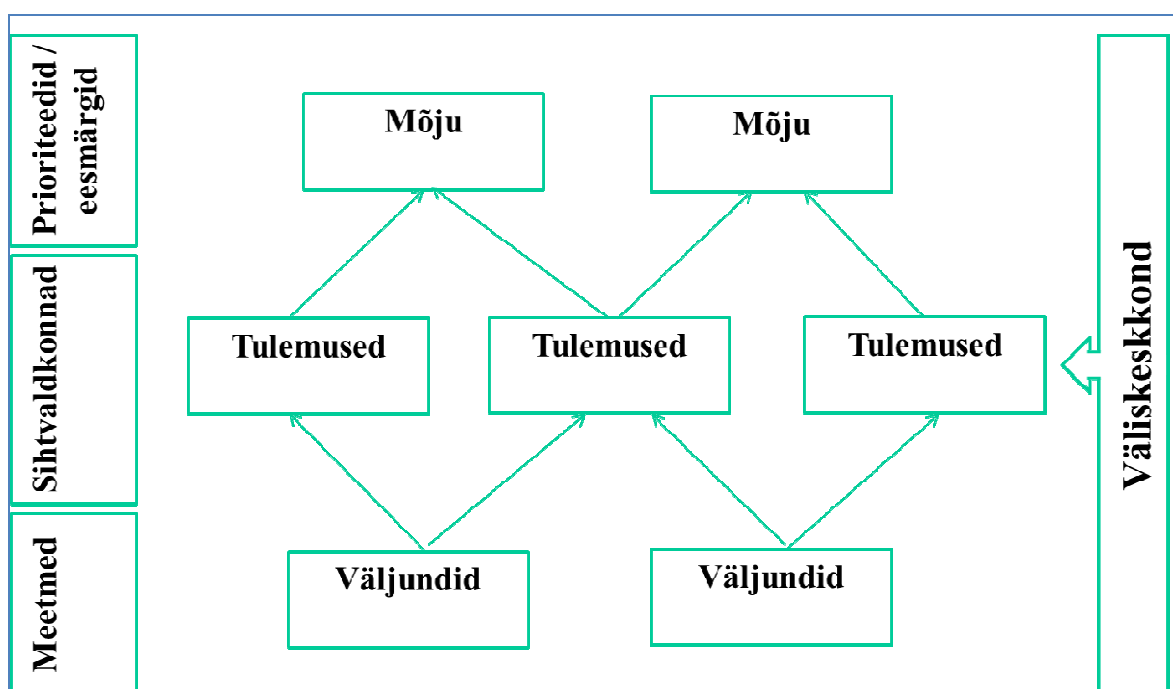 Prioriteedid /
eesmärgid
Mõju
Mõju
Sihtvaldkonnad
Tulemused
Tulemused
Tulemused
Väliskeskkond
Meetmed
Väljundid
Väljundid